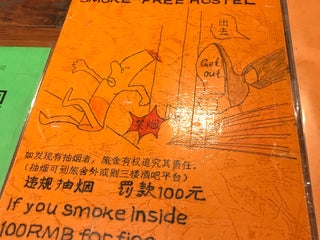 SMOKE-FREE HOSTEL
出去
Get
out
禁烟
如发现有抽烟者，旅舍有权追究其责任。
（抽烟可到旅舍外或到三楼酒吧平台）
违规抽烟 罚款100元
If you smoke inside
100RMB for fine